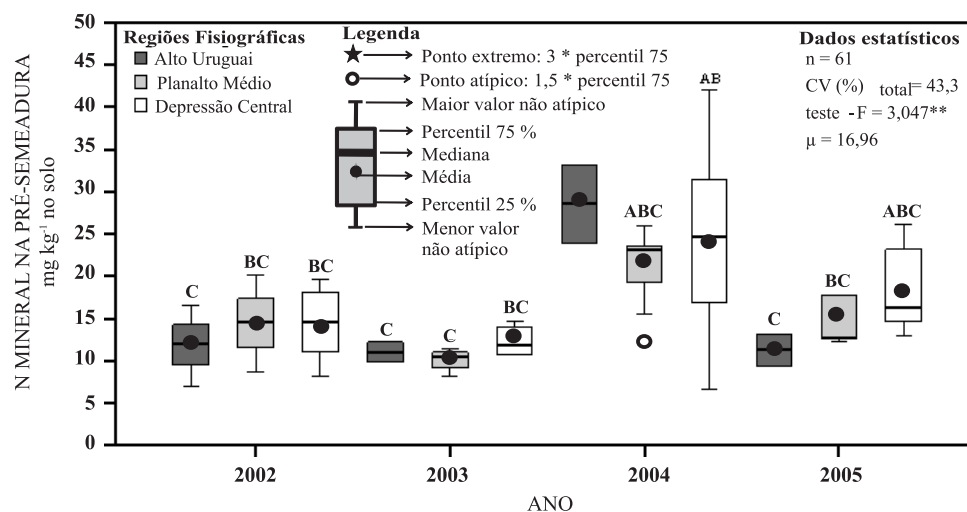 N MINERAL NA PRÉ-SEMEADURA
mg kg⁻¹ no solo
50
45
40
35
30
25
20
15
10
5
0
Regiões Fisiográficas
Alto Uruguai
Planalto Médio
Depressão Central
Legenda
Ponto extremo: 3 * percentil 75
Ponto atípico: 1,5 * percentil 75
Maior valor não atípico
Percentil 75 %
Mediana
Média
Percentil 25 %
Menor valor
não atípico
Dados estatísticos
n = 61
CV (%) total = 43,3
teste -F = 3,047**
µ = 16,96
C
BC
BC
C
C
BC
ABC
AB
C
BC
ABC
2002
2003
2004
2005
ANO